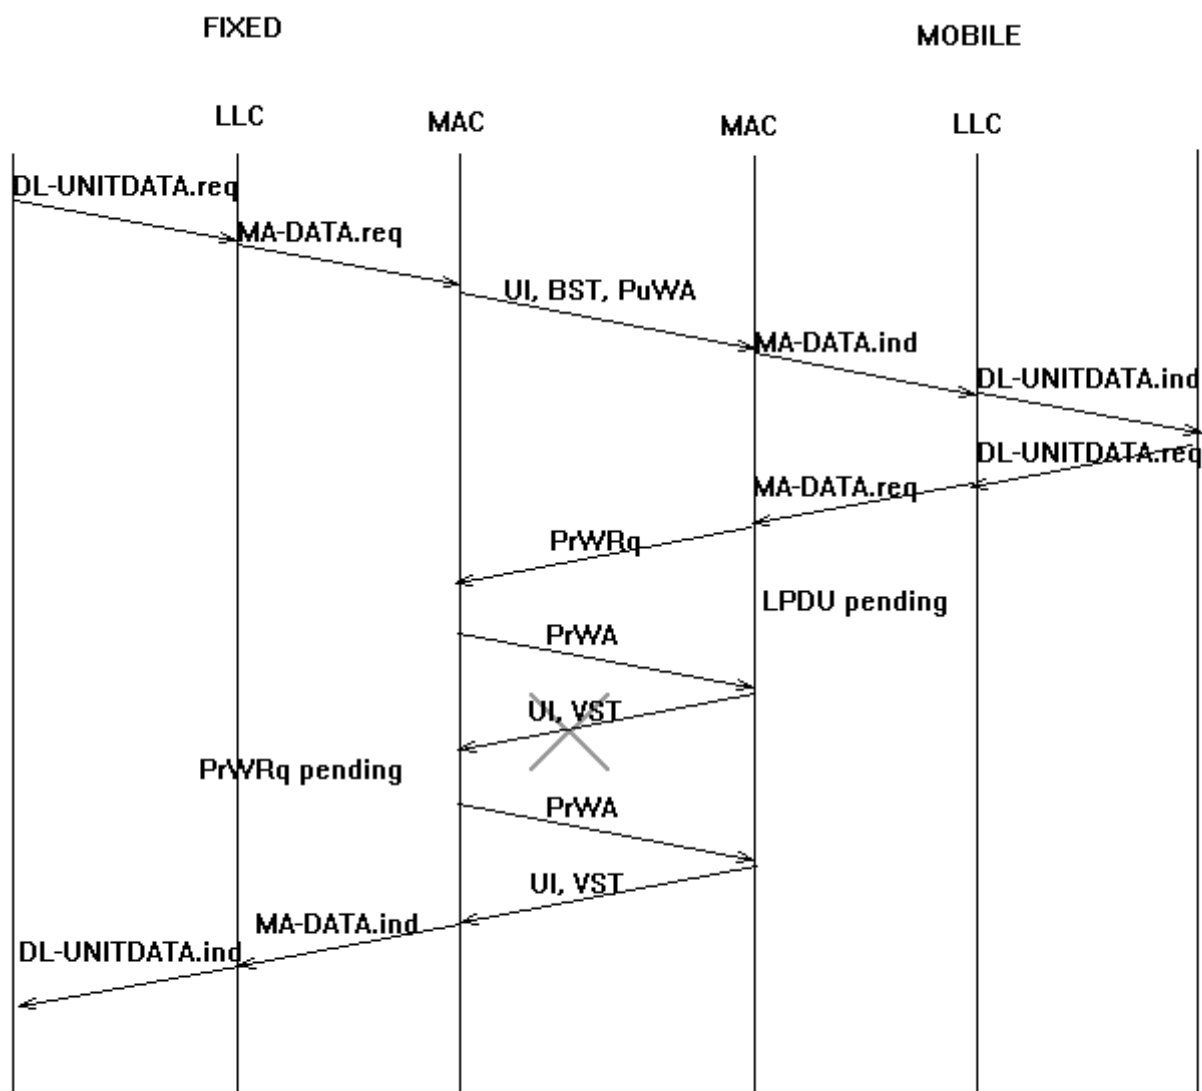 FIXED
MOBILE
LLC
MAC
MAC
LLC
DL-UNITDATA.req
MA-DATA.req
UI, BST, PuWA
MA-DATA.ind
DL-UNITDATA.ind
DL-UNITDATA.req
MA-DATA.req
PrWRq
LPDU pending
PrWA
UI, VST
PrWRq pending
PrWA
UI, VST
MA-DATA.ind
DL-UNITDATA.ind